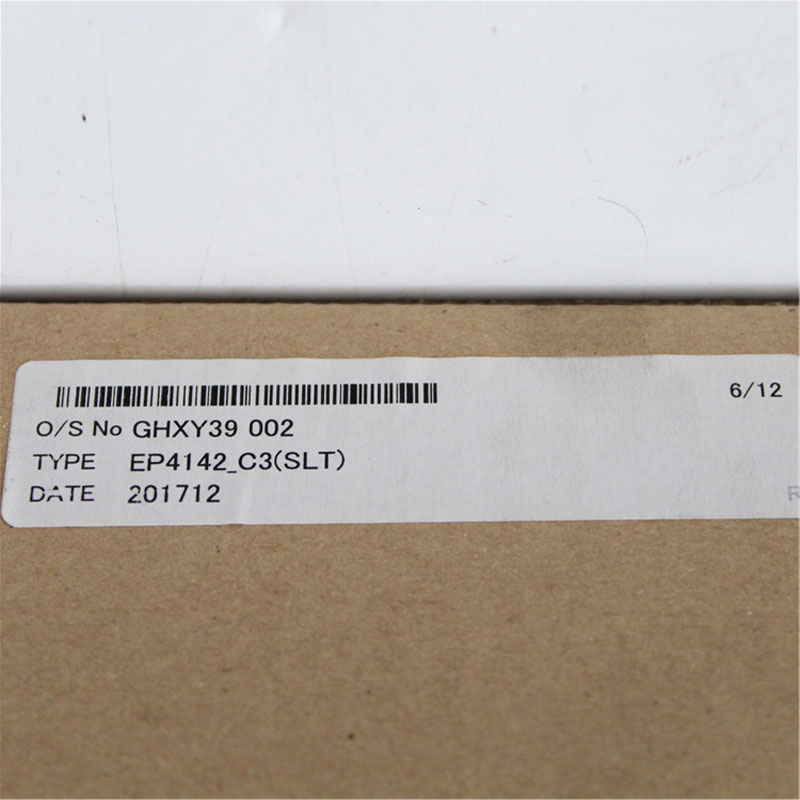 6/12
O/S No GHXY39 002
TYPE EP4142_C3(SLT)
DATE 201712
R